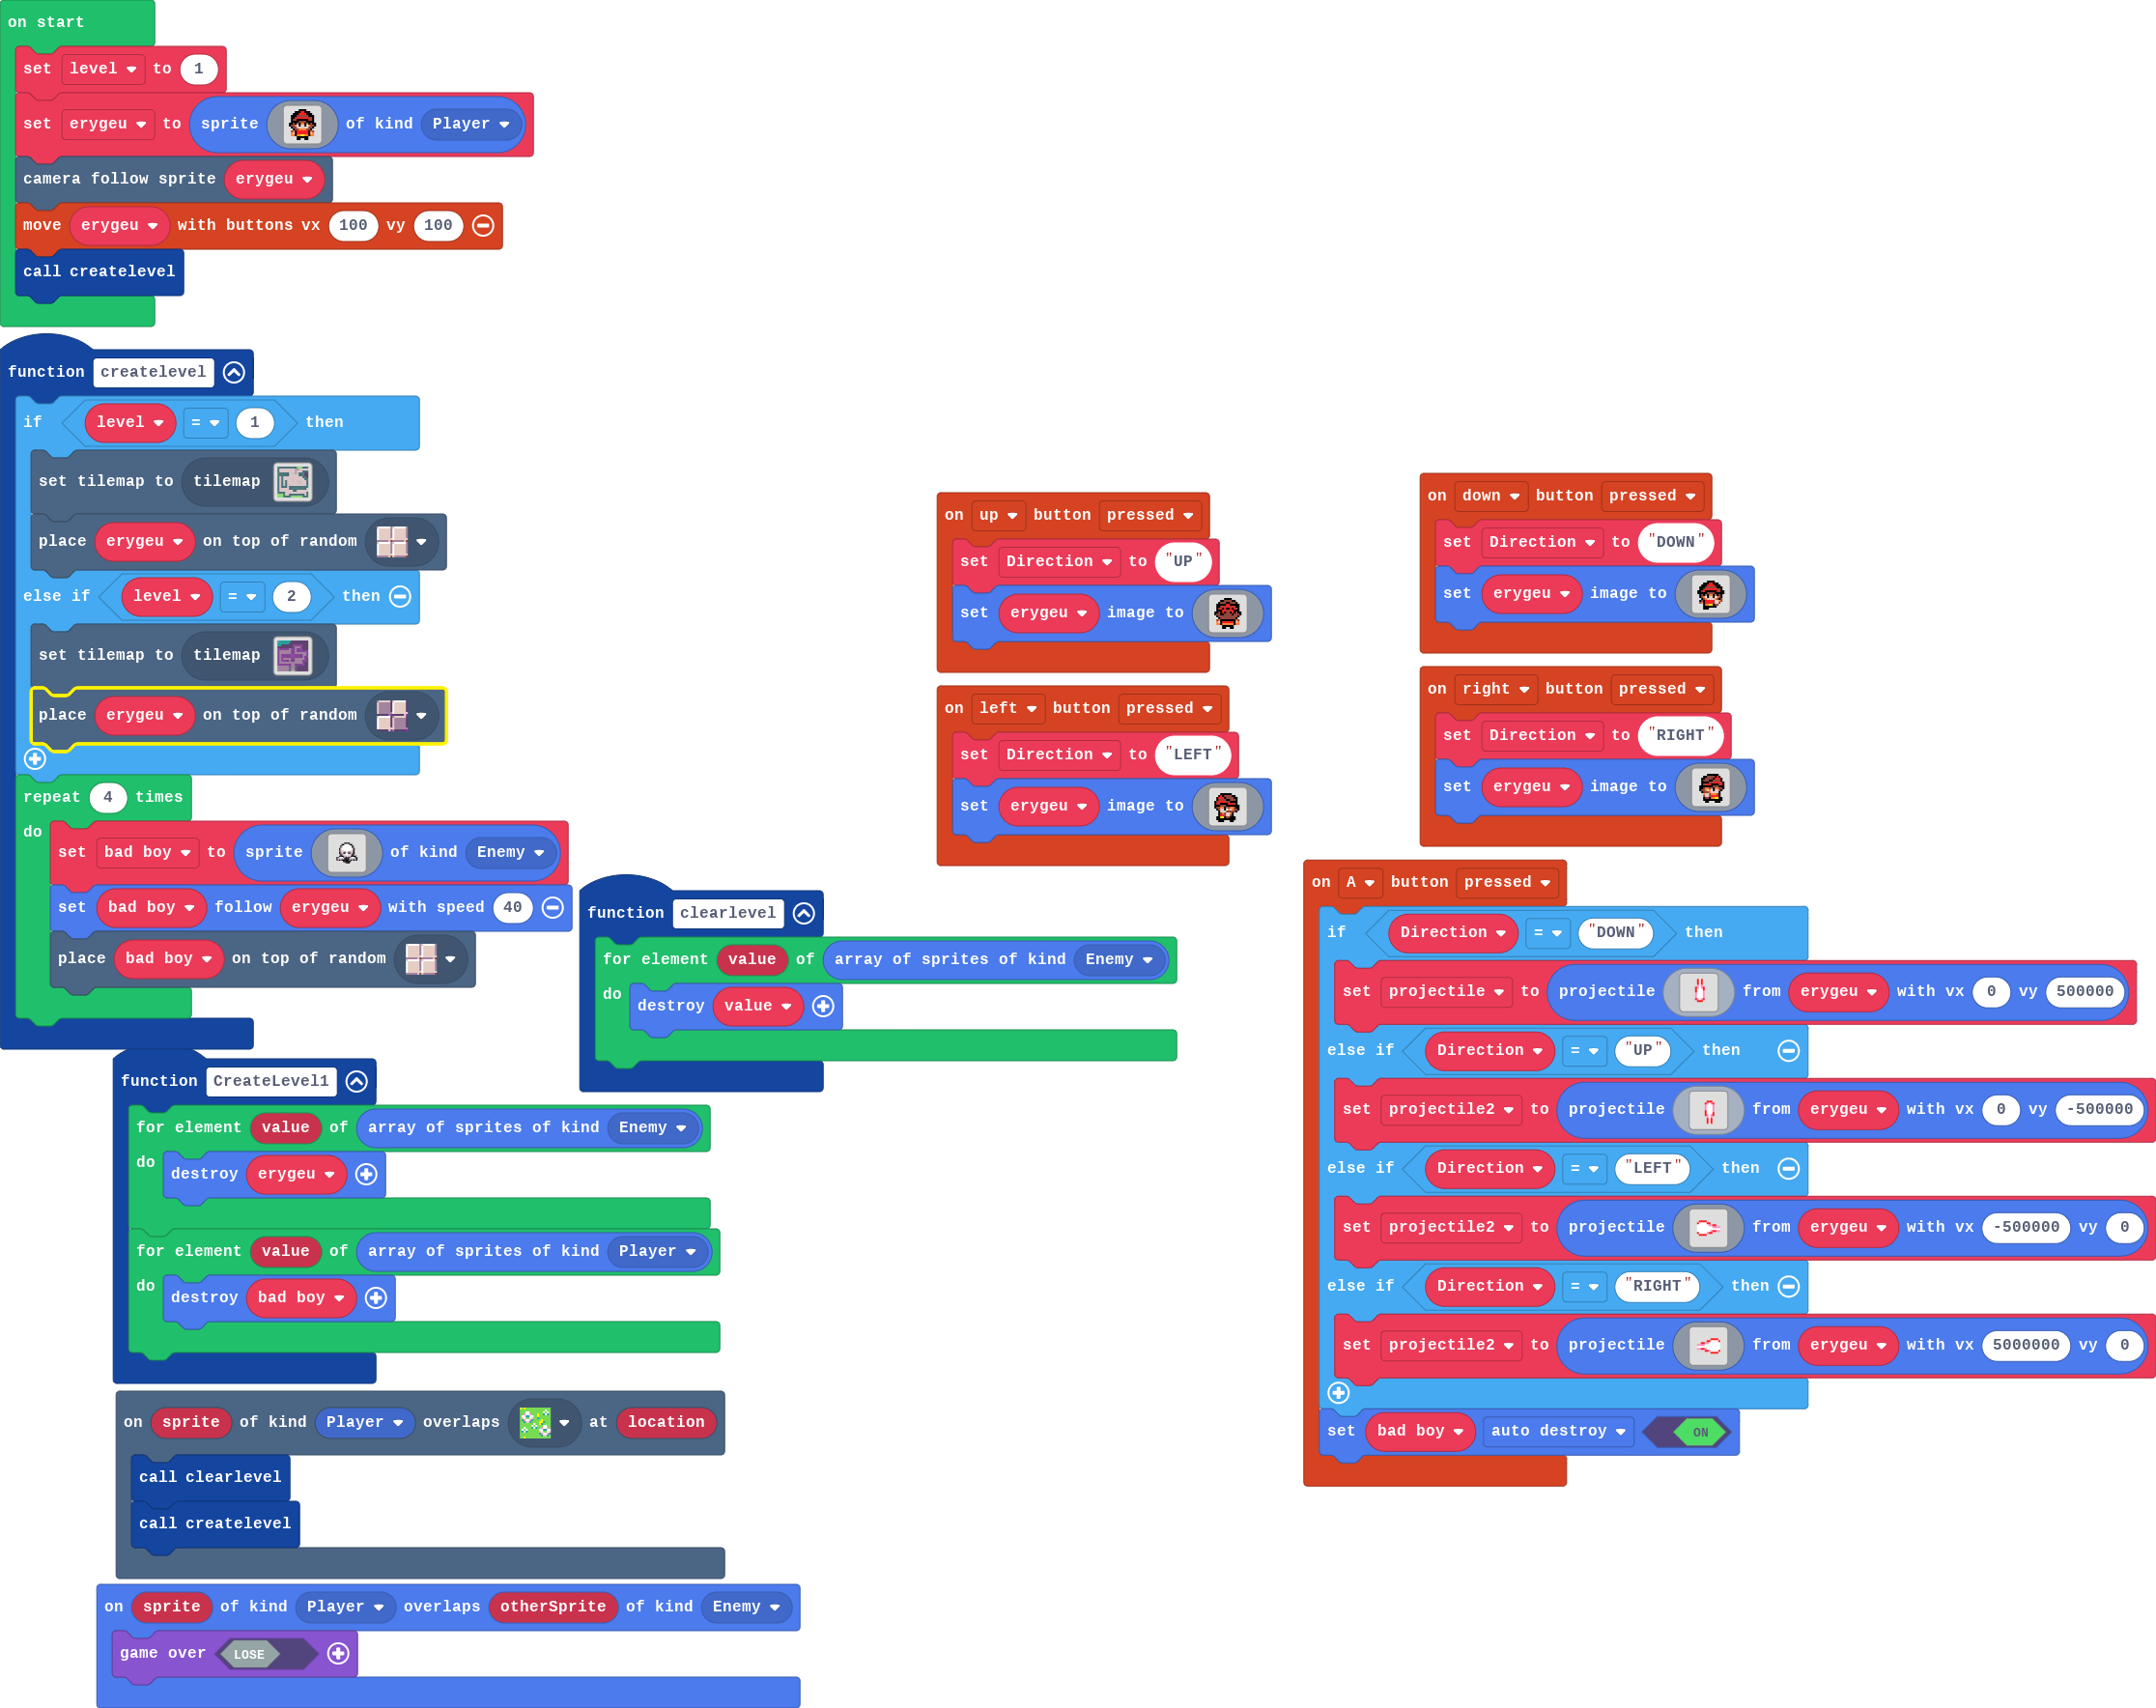 on start
set level to 1
set erygeu to sprite of kind Player
camera follow sprite erygeu
move erygeu with buttons vx 100 vy 100
call createlevel
function createlevel
if level = 1 then
set tilemap to tilemap
place erygeu on top of random
else if level = 2 then
set tilemap to tilemap
place erygeu on top of random
repeat 4 times
do
set bad boy to sprite of kind Enemy
set bad boy follow erygeu with speed 40
place bad boy on top of random
function clearlevel
for element value of array of sprites of kind Enemy
do
destroy value
function CreateLevel1
for element value of array of sprites of kind Enemy
do
destroy erygeu
for element value of array of sprites of kind Player
do
destroy bad boy
on sprite of kind Player overlaps at location
call clearlevel
call createlevel
on sprite of kind Player overlaps otherSprite of kind Enemy
game over LOSE
on up button pressed
set Direction to "UP"
set erygeu image to
on left button pressed
set Direction to "LEFT"
set erygeu image to
on down button pressed
set Direction to "DOWN"
set erygeu image to
on right button pressed
set Direction to "RIGHT"
set erygeu image to
on A button pressed
if Direction = "DOWN" then
set projectile to projectile from erygeu with vx 0 vy 500000
else if Direction = "UP" then
set projectile2 to projectile from erygeu with vx 0 vy -500000
else if Direction = "LEFT" then
set projectile2 to projectile from erygeu with vx -500000 vy 0
else if Direction = "RIGHT" then
set projectile2 to projectile from erygeu with vx 5000000 vy 0
set bad boy auto destroy ON